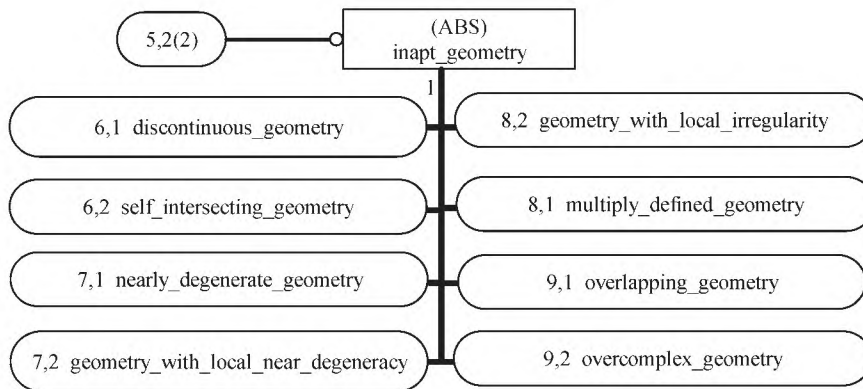 5,2(2)
(ABS)
inapt_geometry
1
6,1 discontinuous_geometry
8,2 geometry_with_local_irregularity
6,2 self_intersecting_geometry
8,1 multiply_defined_geometry
7,1 nearly_degenerate_geometry
9,1 overlapping_geometry
7,2 geometry_with_local_near_degeneracy
9,2 overcomplex_geometry